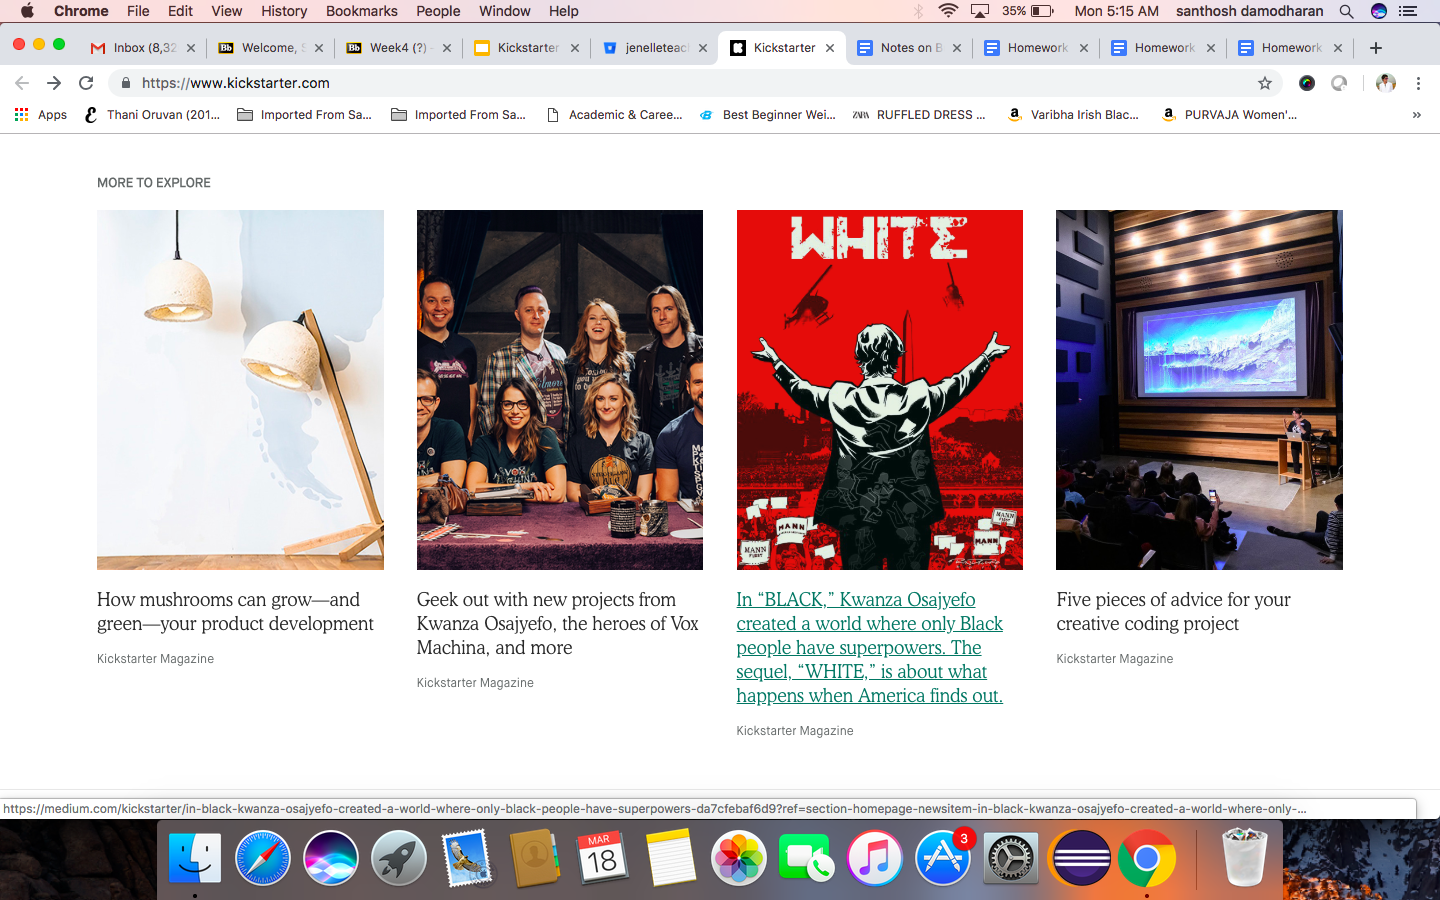 Chrome File Edit View History Bookmarks People Window Help 35% Mon 5:15 AM santhosh damodharan
Inbox (8,32 Welcome, Week4 (?) Kickstarter jenelleteac Kickstarter Notes on B Homework Homework Homework
https://www.kickstarter.com
Apps Thani Oruvan (201... Imported From Sa... Imported From Sa... Academic & Caree... Best Beginner Wei... ZARA RUFFLED DRESS ... Varibha Irish Blac... PURVAJA Women'... »
MORE TO EXPLORE
WHITE
VOX
MANN
MANN
FIRST
MANN
FIRST
MANN
How mushrooms can grow—and
green—your product development
Kickstarter Magazine
Geek out with new projects from
Kwanza Osajyefo, the heroes of Vox
Machina, and more
Kickstarter Magazine
In “BLACK,” Kwanza Osajyefo
created a world where only Black
people have superpowers. The
sequel, “WHITE,” is about what
happens when America finds out.
Kickstarter Magazine
Five pieces of advice for your
creative coding project
Kickstarter Magazine
https://medium.com/kickstarter/in-black-kwanza-osajyefo-created-a-world-where-only-black-people-have-superpowers-da7cfebaf6d9?ref=section-homepage-newsitem-in-black-kwanza-osajyefo-created-a-world-where-only-...
MAR
18
3